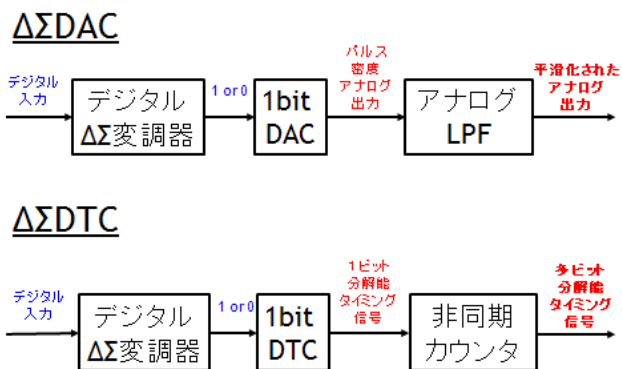 ΔΣDAC
デジタル
入力
デジタル
ΔΣ変調器
1 or0
1bit
DAC
パルス
密度
アナログ
出力
アナログ
LPF
平滑化された
アナログ
出力
ΔΣDTC
デジタル
入力
デジタル
ΔΣ変調器
1 or0
1bit
DTC
1ビット
分解能
タイミング
信号
非同期
カウンタ
多ビット
分解能
タイミング
信号